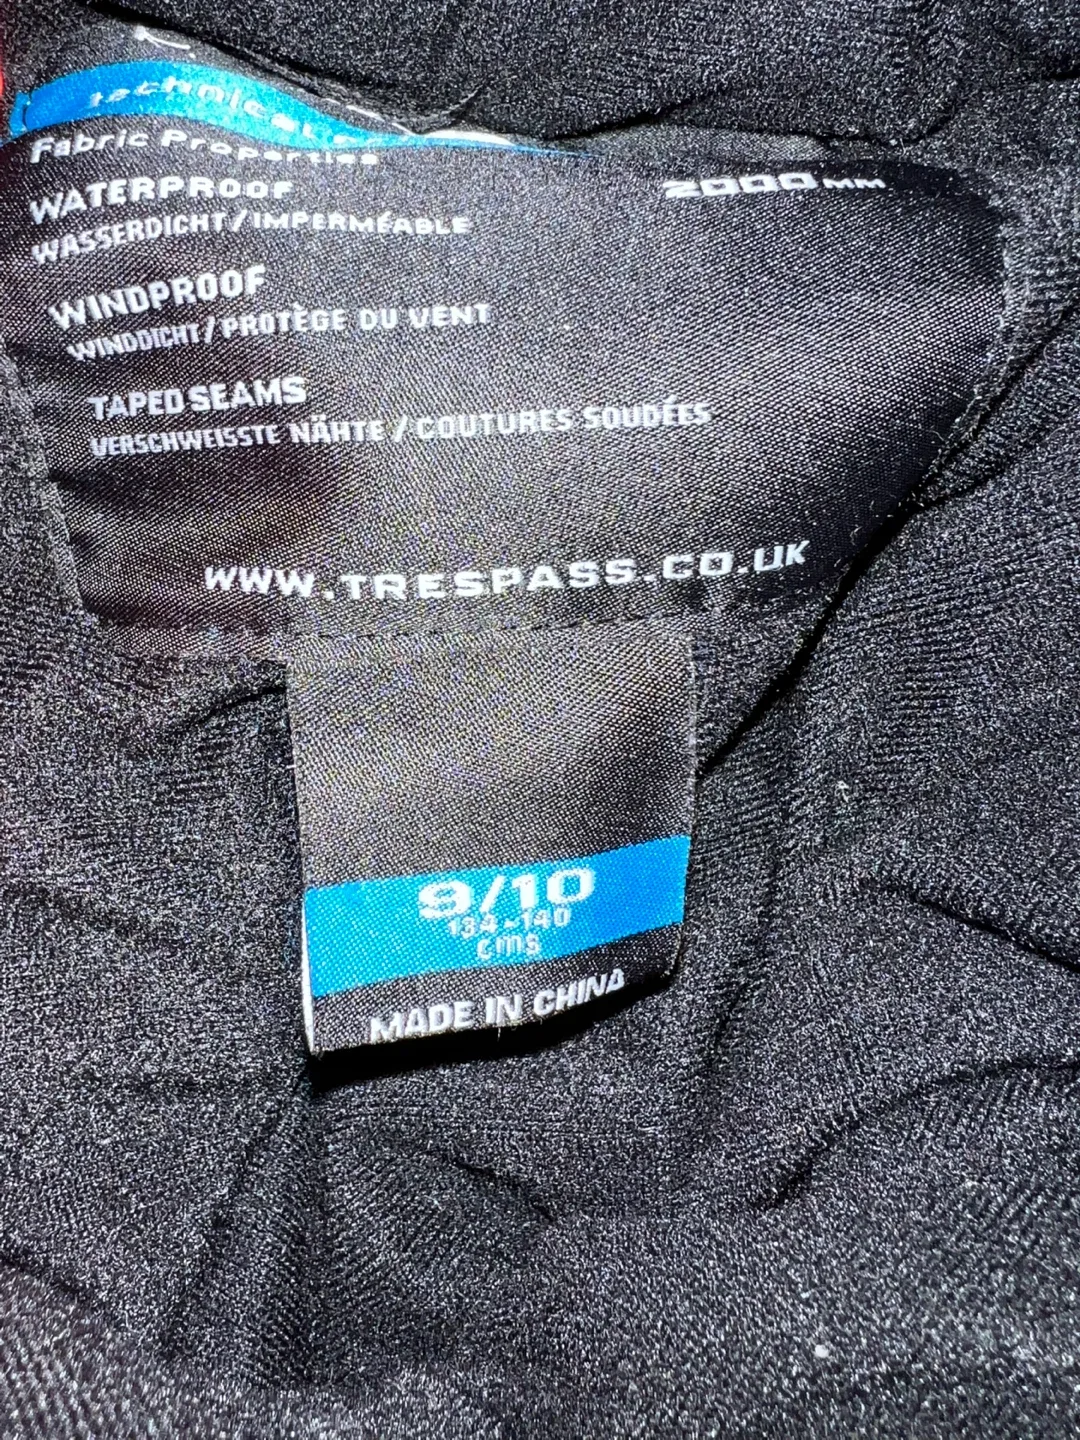 technical
Fabric Properties
WATERPROOF 2000MM
WASSERDICHT/IMPERMÉABLE
WINDPROOF
WINDDICHT/PROTÈGE DU VENT
TAPED SEAMS
VERSCHWEISSTE NÄHTE/COUTURES SOUDÉES
WWW.TRESPASS.CO.UK
9/10
134-140
cms
MADE IN CHINA